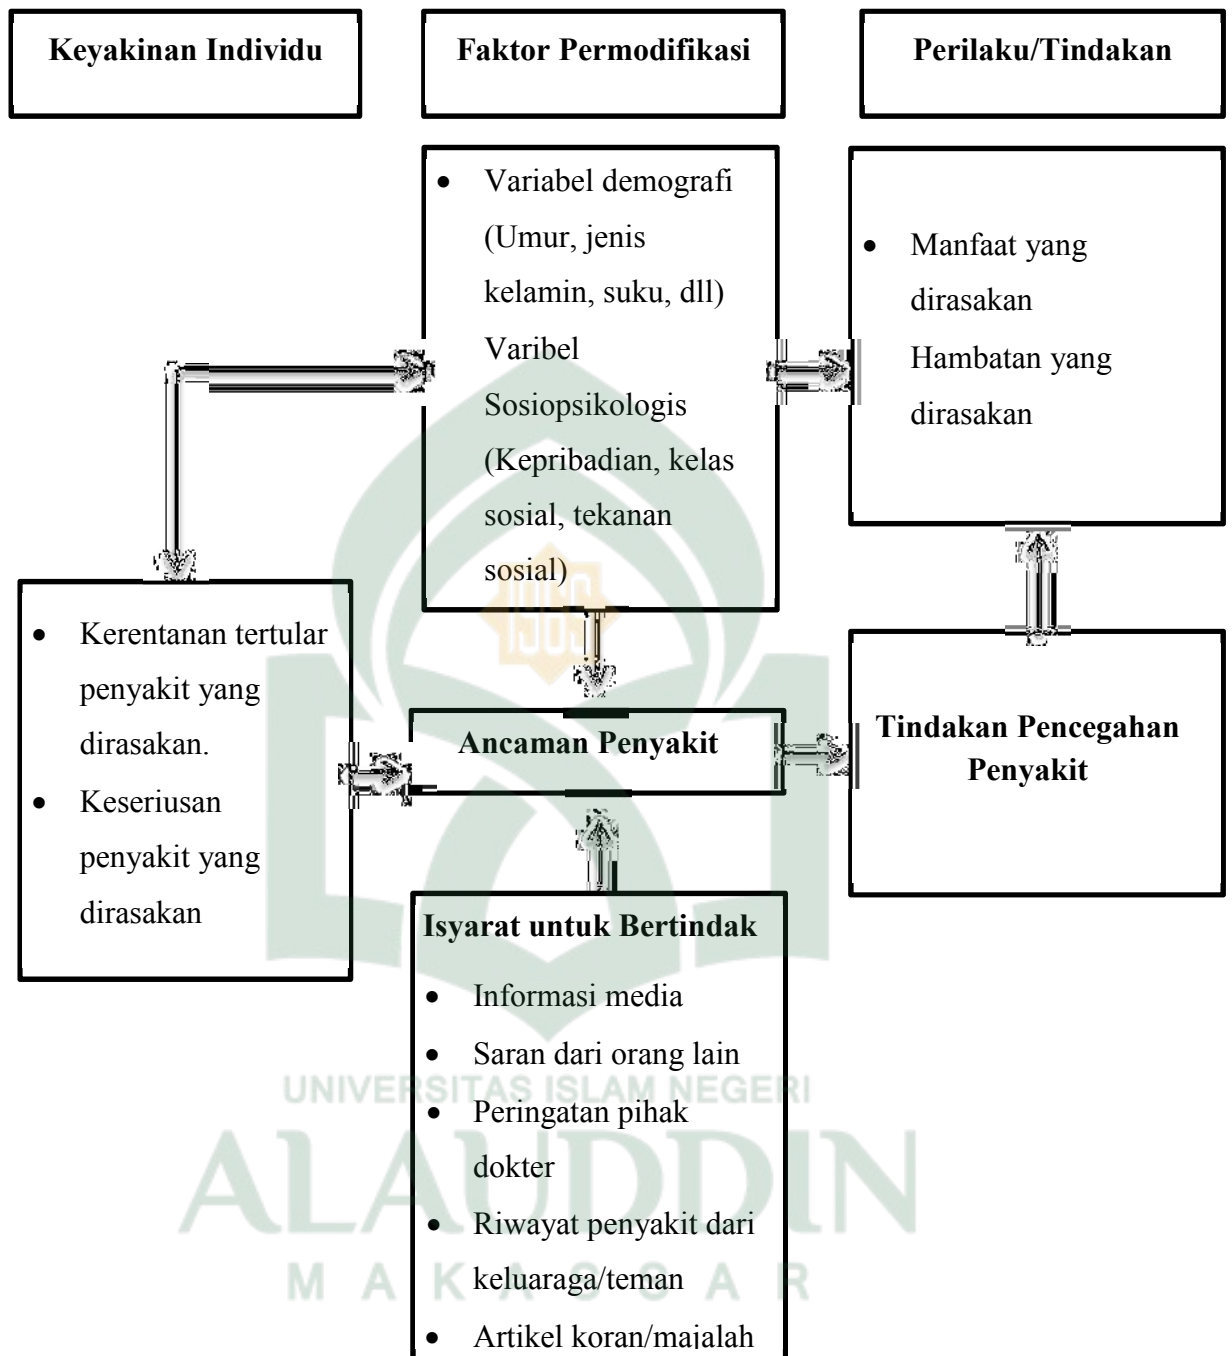 Keyakinan Individu
Faktor Permodifikasi
Perilaku/Tindakan
• Variabel demografi
(Umur, jenis
kelamin, suku, dll)
Varibel
Sosiopsikologis
(Kepribadian, kelas
sosial, tekanan
sosial)
• Manfaat yang
dirasakan
Hambatan yang
dirasakan
• Kerentanan tertular
penyakit yang
dirasakan.
• Keseriusan
penyakit yang
dirasakan
Ancaman Penyakit
Tindakan Pencegahan
Penyakit
Isyarat untuk Bertindak
• Informasi media
• Saran dari orang lain
• Peringatan pihak
dokter
• Riwayat penyakit dari
keluaraga/teman
• Artikel koran/majalah
1965
UNIVERSITAS ISLAM NEGERI
ALAUDDIN
MAKASSAR